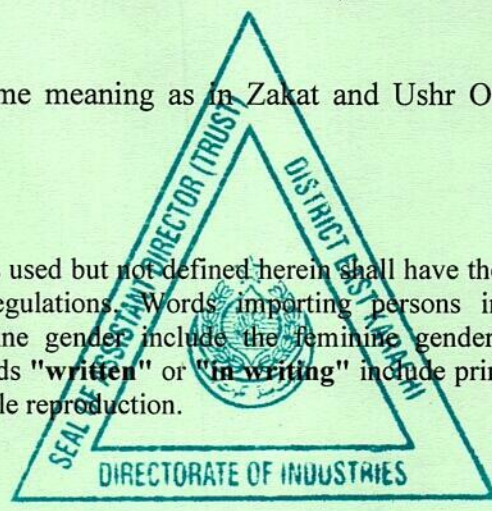 me meaning as in Zakat and Ushr O
s used but not defined herein shall have the
egulations. Words importing persons in
ne gender include the feminine gender
ds "written" or "in writing" include prin
le reproduction.
SEAL OF ASSISTANT DIRECTOR (TRUST)
DISTRICT EAST KARACHI
DIRECTORATE OF INDUSTRIES